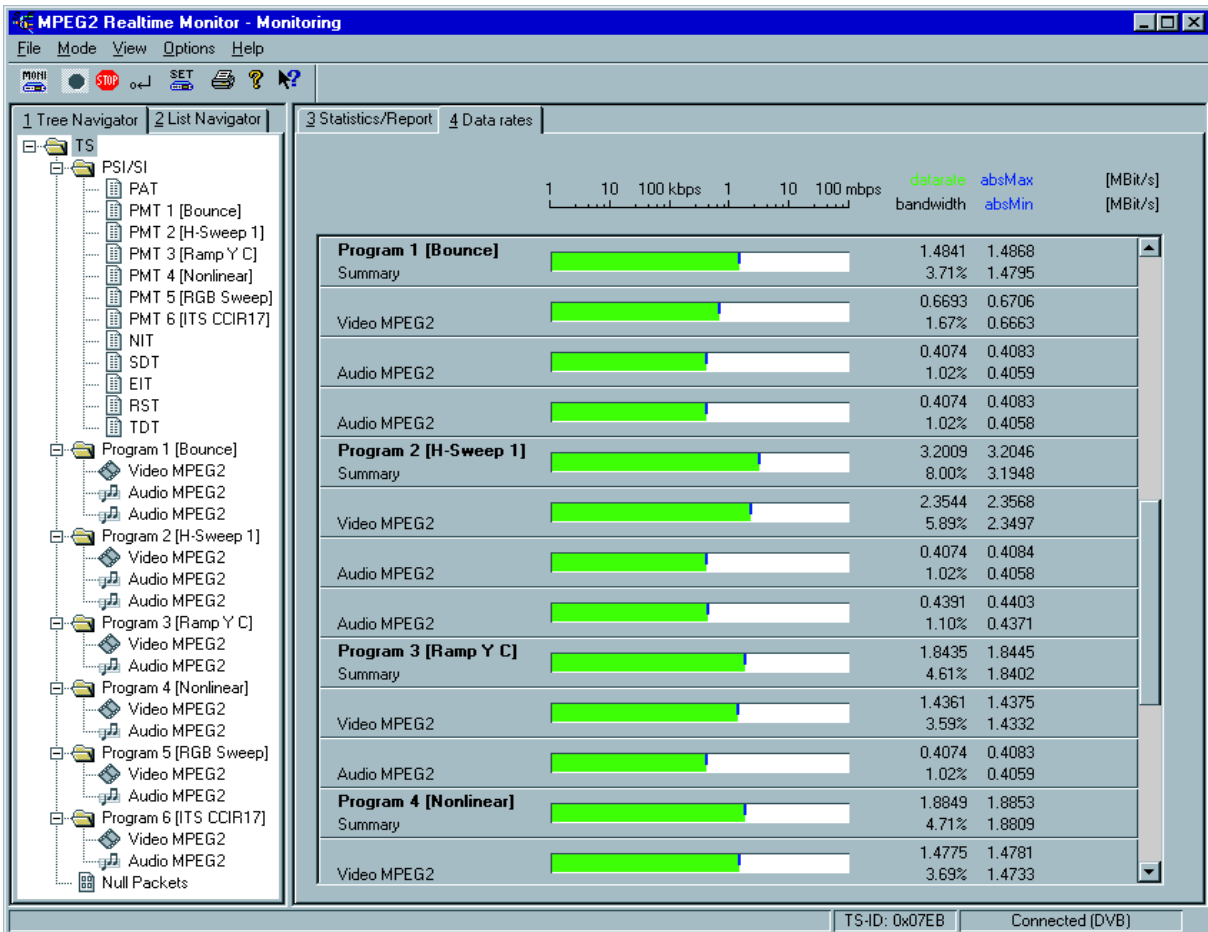 MPEG2 Realtime Monitor - Monitoring
File Mode View Options Help
MONI STOP SET ? ?
1 Tree Navigator 2 List Navigator
TS
PSI/SI
PAT
PMT 1 [Bounce]
PMT 2 [H-Sweep 1]
PMT 3 [Ramp Y C]
PMT 4 [Nonlinear]
PMT 5 [RGB Sweep]
PMT 6 [ITS CCIR17]
NIT
SDT
EIT
RST
TDT
Program 1 [Bounce]
Video MPEG2
Audio MPEG2
Audio MPEG2
Program 2 [H-Sweep 1]
Video MPEG2
Audio MPEG2
Audio MPEG2
Program 3 [Ramp Y C]
Video MPEG2
Audio MPEG2
Program 4 [Nonlinear]
Video MPEG2
Audio MPEG2
Program 5 [RGB Sweep]
Video MPEG2
Audio MPEG2
Program 6 [ITS CCIR17]
Video MPEG2
Audio MPEG2
Null Packets
3 Statistics/Report 4 Data rates
1 10 100 kbps 1 10 100 mbps datarate absMax [MBit/s]
bandwidth absMin [MBit/s]
Program 1 [Bounce] 1.4841 1.4868
Summary 3.71% 1.4795
0.6693 0.6706
Video MPEG2 1.67% 0.6663
0.4074 0.4083
Audio MPEG2 1.02% 0.4059
0.4074 0.4083
Audio MPEG2 1.02% 0.4058
Program 2 [H-Sweep 1] 3.2009 3.2046
Summary 8.00% 3.1948
2.3544 2.3568
Video MPEG2 5.89% 2.3497
0.4074 0.4084
Audio MPEG2 1.02% 0.4058
0.4391 0.4403
Audio MPEG2 1.10% 0.4371
Program 3 [Ramp Y C] 1.8435 1.8445
Summary 4.61% 1.8402
1.4361 1.4375
Video MPEG2 3.59% 1.4332
0.4074 0.4083
Audio MPEG2 1.02% 0.4059
Program 4 [Nonlinear] 1.8849 1.8853
Summary 4.71% 1.8809
1.4775 1.4781
Video MPEG2 3.69% 1.4733
TS-ID: 0x07EB Connected (DVB)